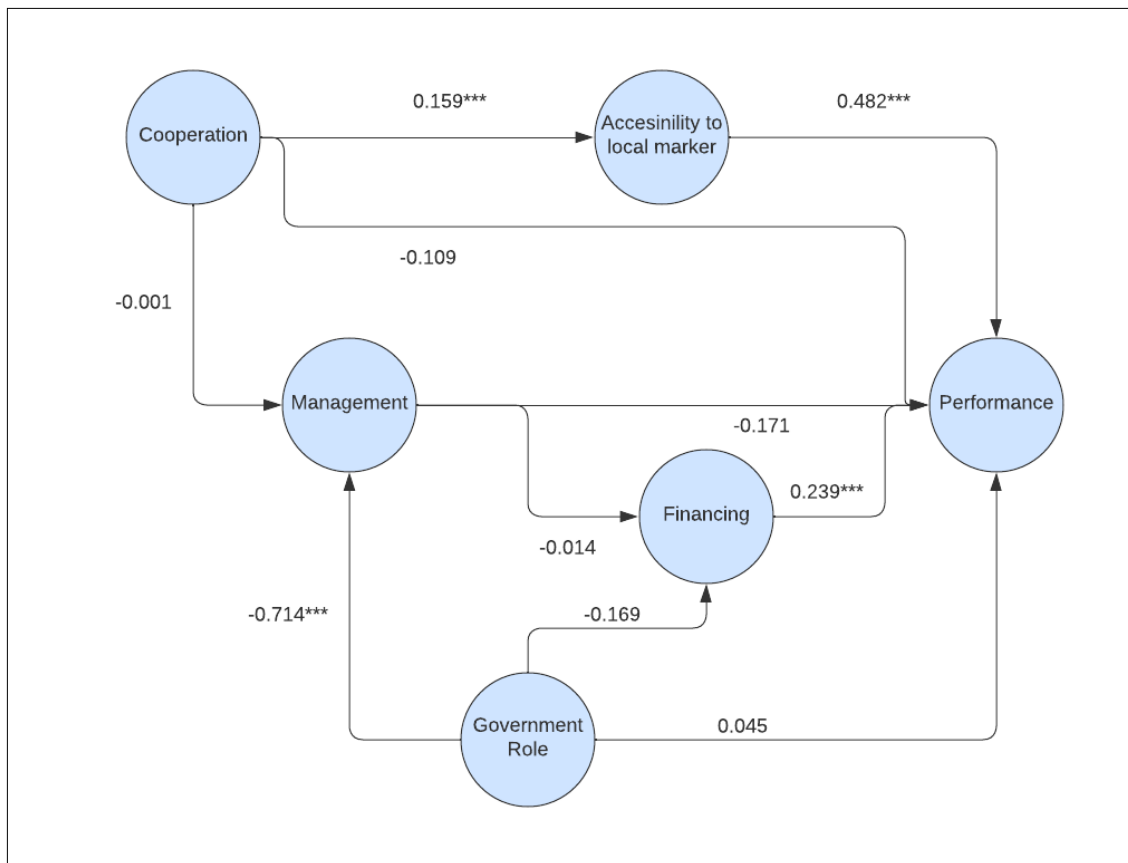 0.159***
0.482***
Cooperation
Accesinility to
local marker
-0.109
-0.001
Management
Performance
-0.171
0.239***
Financing
-0.014
-0.714***
-0.169
Government
Role
0.045